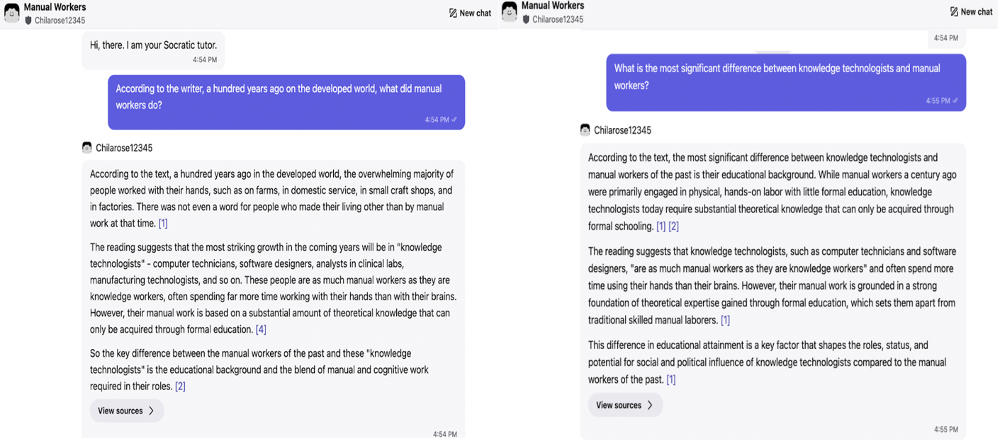 Manual Workers
Chilarose12345
New chat
Hi, there. I am your Socratic tutor.
4:54 PM
According to the writer, a hundred years ago on the developed world, what did manual
workers do?
4:54 PM
Chilarose12345
According to the text, a hundred years ago in the developed world, the overwhelming majority of
people worked with their hands, such as on farms, in domestic service, in small craft shops, and
in factories. There was not even a word for people who made their living other than by manual
work at that time. [1]
The reading suggests that the most striking growth in the coming years will be in "knowledge
technologists" - computer technicians, software designers, analysts in clinical labs,
manufacturing technologists, and so on. These people are as much manual workers as they are
knowledge workers, often spending far more time working with their hands than with their brains.
However, their manual work is based on a substantial amount of theoretical knowledge that can
only be acquired through formal education. [4]
So the key difference between the manual workers of the past and these "knowledge
technologists" is the educational background and the blend of manual and cognitive work
required in their roles. [2]
View sources
4:54 PM
Manual Workers
Chilarose12345
New chat
4:54 PM
What is the most significant difference between knowledge technologists and manual
workers?
4:55 PM
Chilarose12345
According to the text, the most significant difference between knowledge technologists and
manual workers of the past is their educational background. While manual workers a century ago
were primarily engaged in physical, hands-on labor with little formal education, knowledge
technologists today require substantial theoretical knowledge that can only be acquired through
formal schooling. [1] [2]
The reading suggests that knowledge technologists, such as computer technicians and software
designers, "are as much manual workers as they are knowledge workers" and often spend more
time using their hands than their brains. However, their manual work is grounded in a strong
foundation of theoretical expertise gained through formal education, which sets them apart from
traditional skilled manual laborers. [1]
This difference in educational attainment is a key factor that shapes the roles, status, and
potential for social and political influence of knowledge technologists compared to the manual
workers of the past. [1]
View sources
4:55 PM